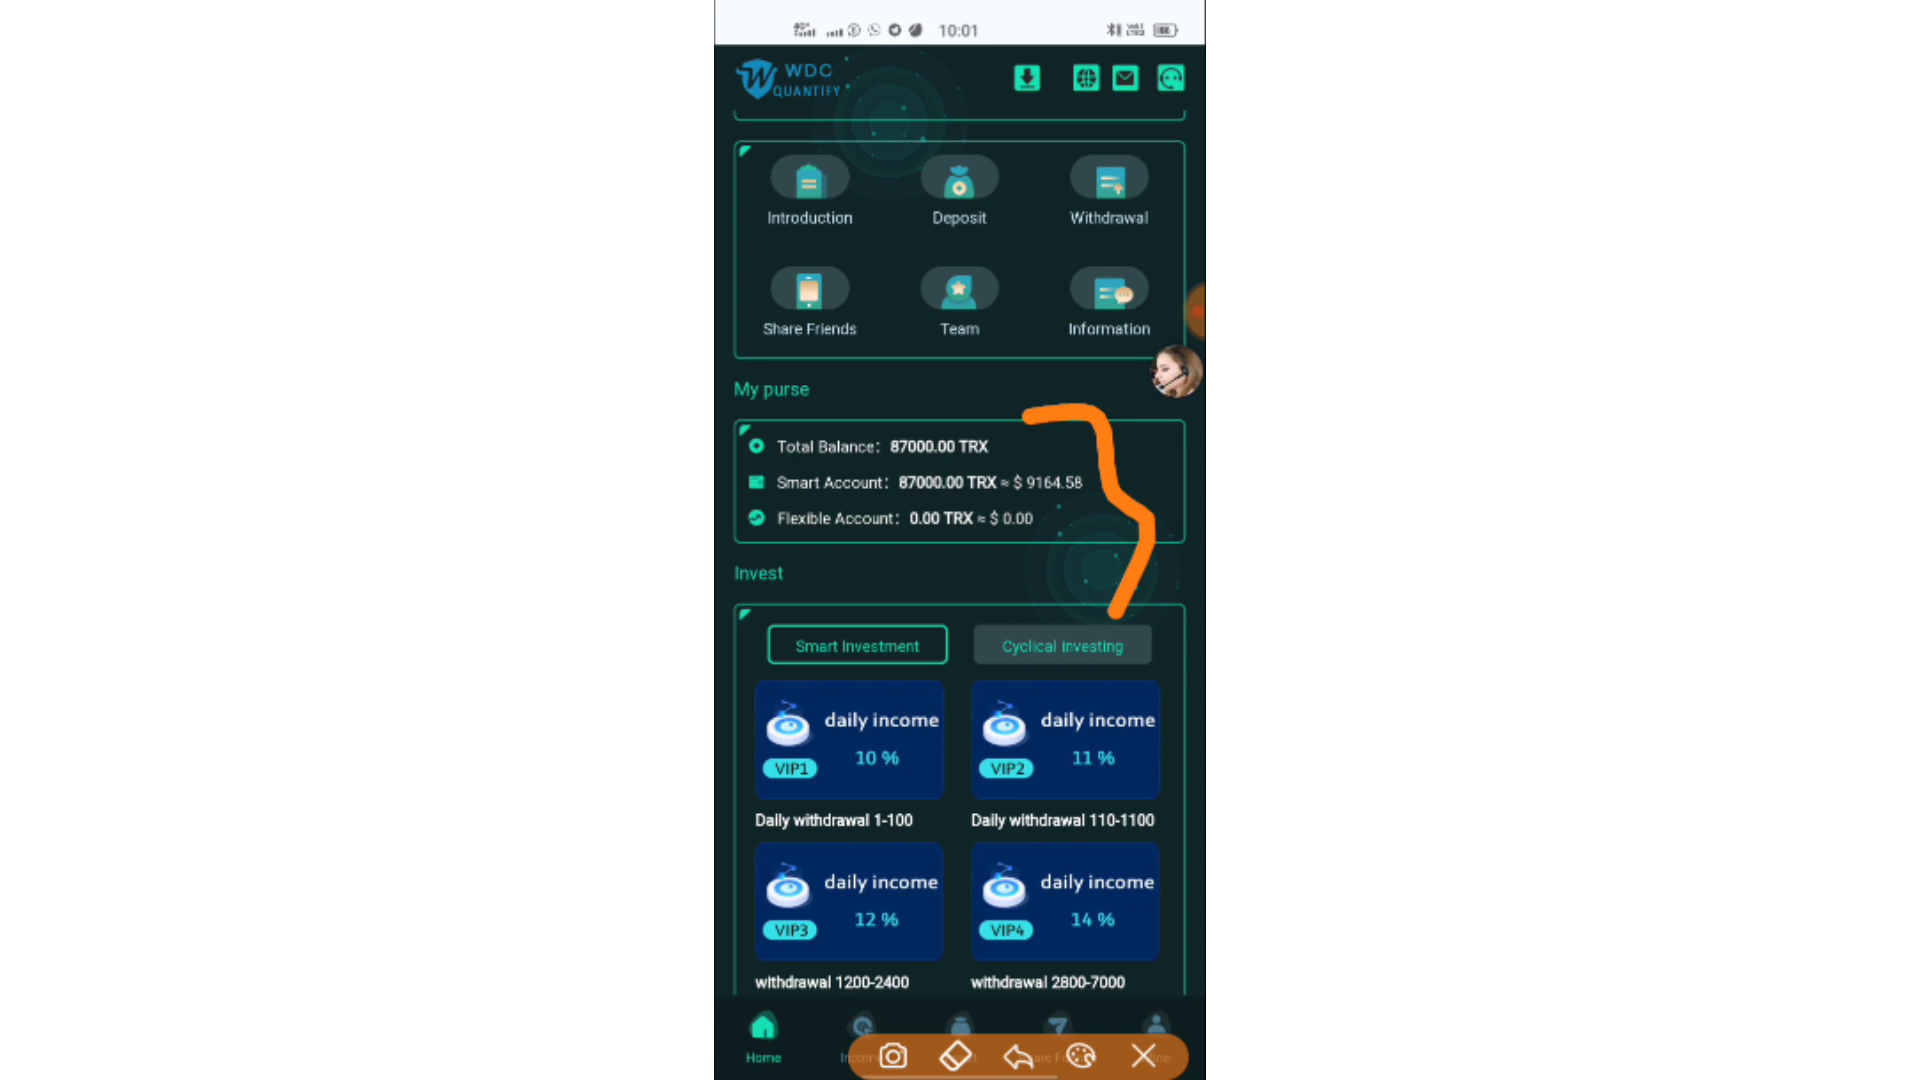 10:01
WDC
QUANTIFY
Introduction
Deposit
Withdrawal
Share Friends
Team
Information
My purse
Total Balance: 87000.00 TRX
Smart Account: 87000.00 TRX ≈ $ 9164.58
Flexible Account: 0.00 TRX ≈ $ 0.00
Invest
Smart Investment
Cyclical investing
daily income
10 %
VIP1
daily income
11 %
VIP2
Daily withdrawal 1-100
Daily withdrawal 110-1100
daily income
12 %
VIP3
daily income
14 %
VIP4
withdrawal 1200-2400
withdrawal 2800-7000
Home